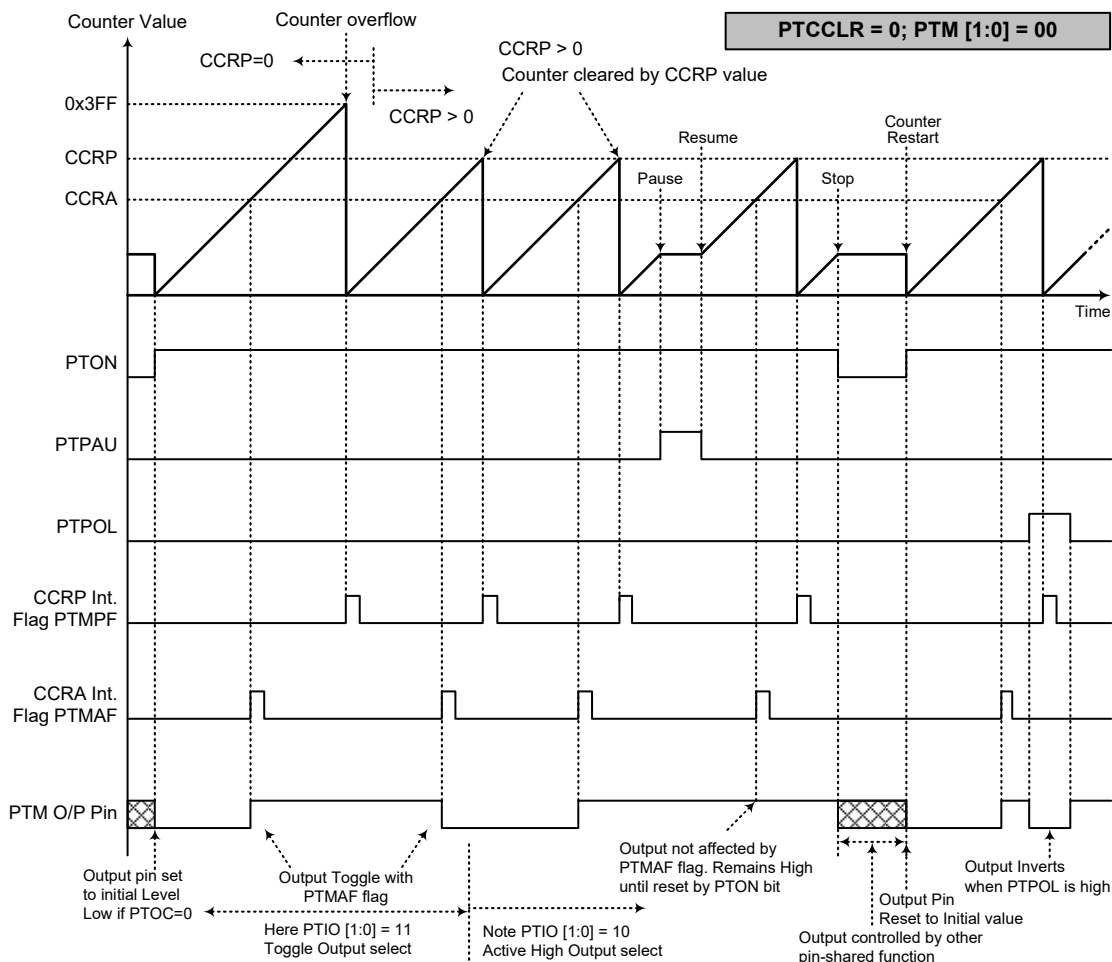 Counter Value
Counter overflow
PTCCLR = 0; PTM [1:0] = 00
CCRP=0
CCRP > 0
CCRP > 0
Counter cleared by CCRP value
0x3FF
CCRP
CCRA
Pause
Resume
Stop
Counter
Restart
Time
PTON
PTPAU
PTPOL
CCRP Int.
Flag PTMPF
CCRA Int.
Flag PTMAF
PTM O/P Pin
Output pin set
to initial Level
Low if PTOC=0
Output Toggle with
PTMAF flag
Here PTIO [1:0] = 11
Toggle Output select
Note PTIO [1:0] = 10
Active High Output select
Output not affected by
PTMAF flag. Remains High
until reset by PTON bit
Output Pin
Reset to Initial value
Output controlled by other
pin-shared function
Output Inverts
when PTPOL is high